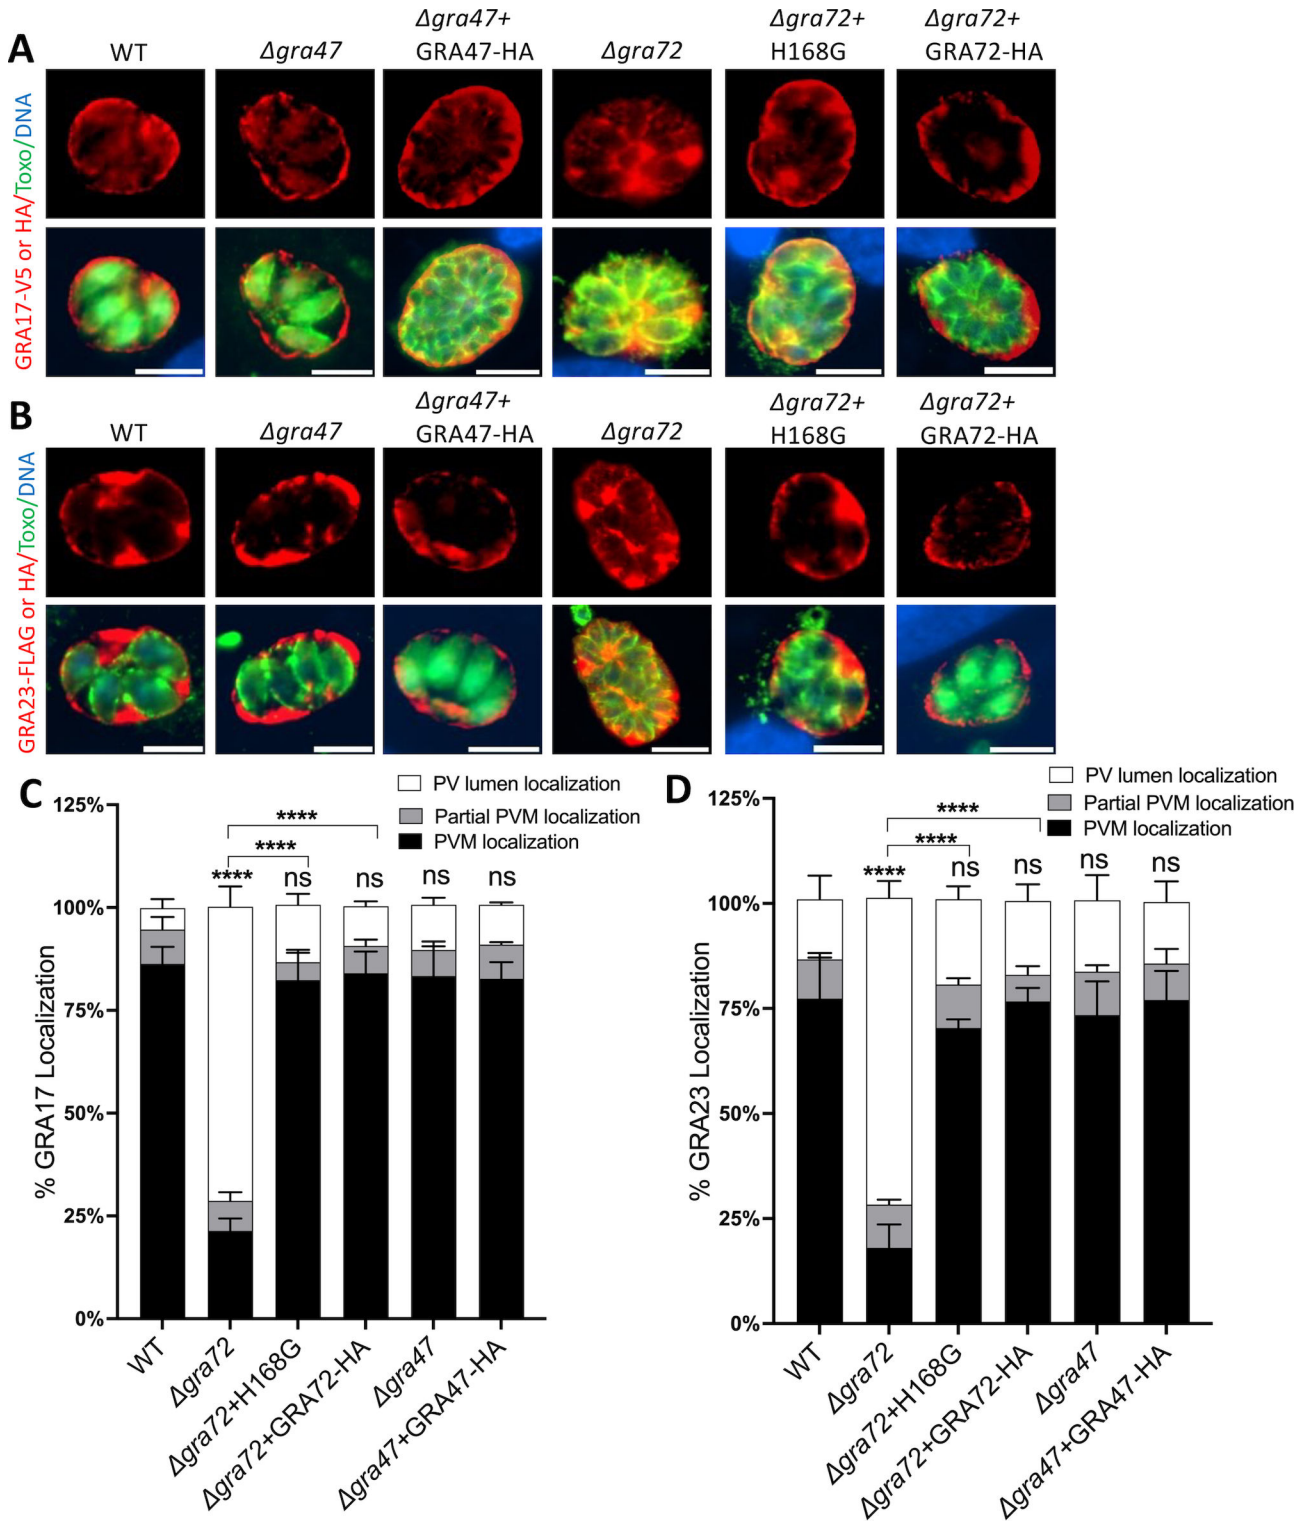 A
WT
Δgra47
Δgra47+
GRA47-HA
Δgra72
Δgra72+
H168G
Δgra72+
GRA72-HA
GRA17-V5 or HA/Toxo/DNA
B
WT
Δgra47
Δgra47+
GRA47-HA
Δgra72
Δgra72+
H168G
Δgra72+
GRA72-HA
GRA23-FLAG or HA/Toxo/DNA
C
PV lumen localization
Partial PVM localization
PVM localization
% GRA17 Localization
125%
100%
75%
50%
25%
0%
****
****
****
ns
ns
ns
ns
WT
Δgra72
Δgra72+H168G
Δgra72+GRA72-HA
Δgra47
Δgra47+GRA47-HA
D
PV lumen localization
Partial PVM localization
PVM localization
% GRA23 Localization
125%
100%
75%
50%
25%
0%
****
****
****
ns
ns
ns
ns
WT
Δgra72
Δgra72+H168G
Δgra72+GRA72-HA
Δgra47
Δgra47+GRA47-HA